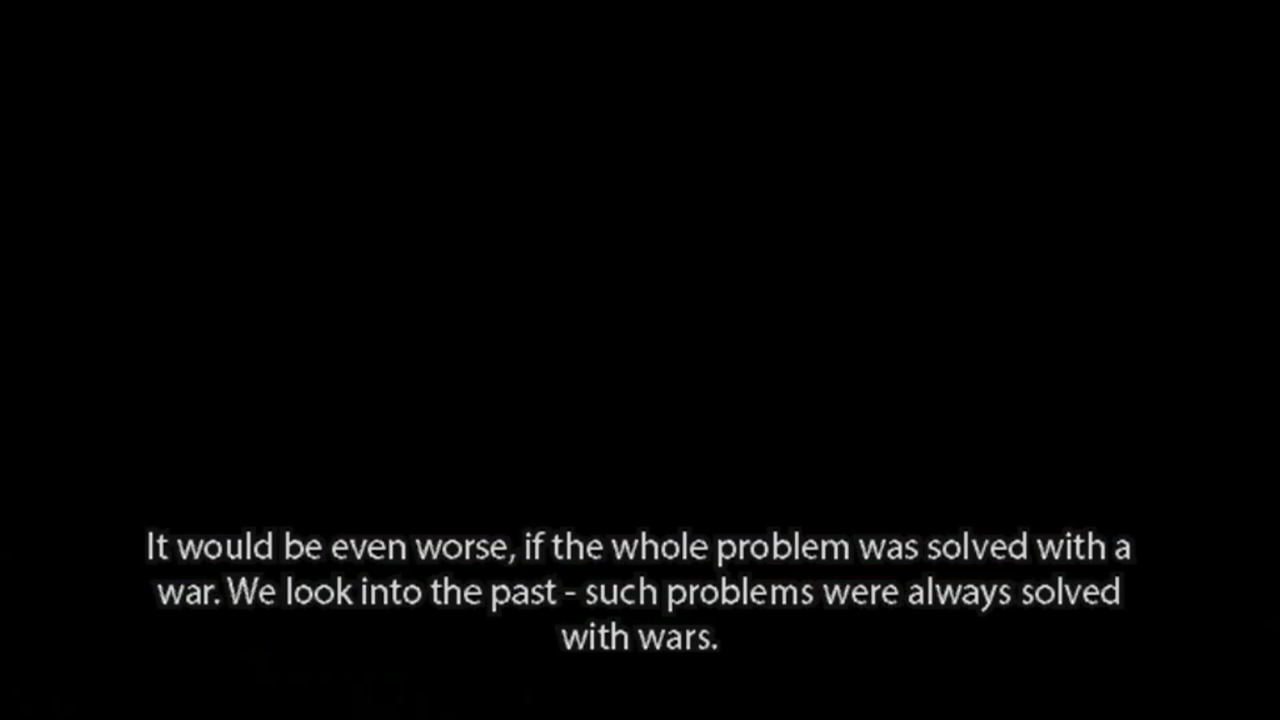 It would be even worse, if the whole problem was solved with a
war. We look into the past - such problems were always solved
with wars.